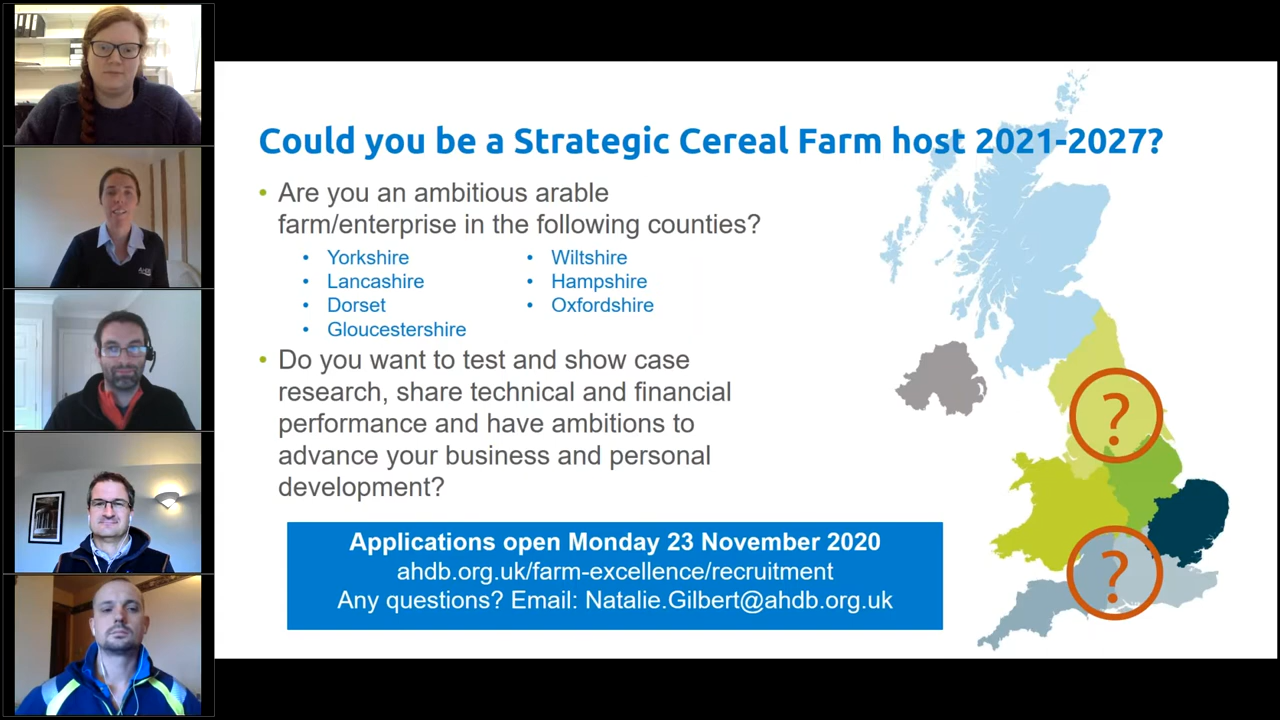 Could you be a Strategic Cereal Farm host 2021-2027?
• Are you an ambitious arable
farm/enterprise in the following counties?
• Yorkshire
• Lancashire
• Dorset
• Gloucestershire
• Wiltshire
• Hampshire
• Oxfordshire
• Do you want to test and show case
research, share technical and financial
performance and have ambitions to
advance your business and personal
development?
Applications open Monday 23 November 2020
ahdb.org.uk/farm-excellence/recruitment
Any questions? Email: Natalie.Gilbert@ahdb.org.uk
?
?